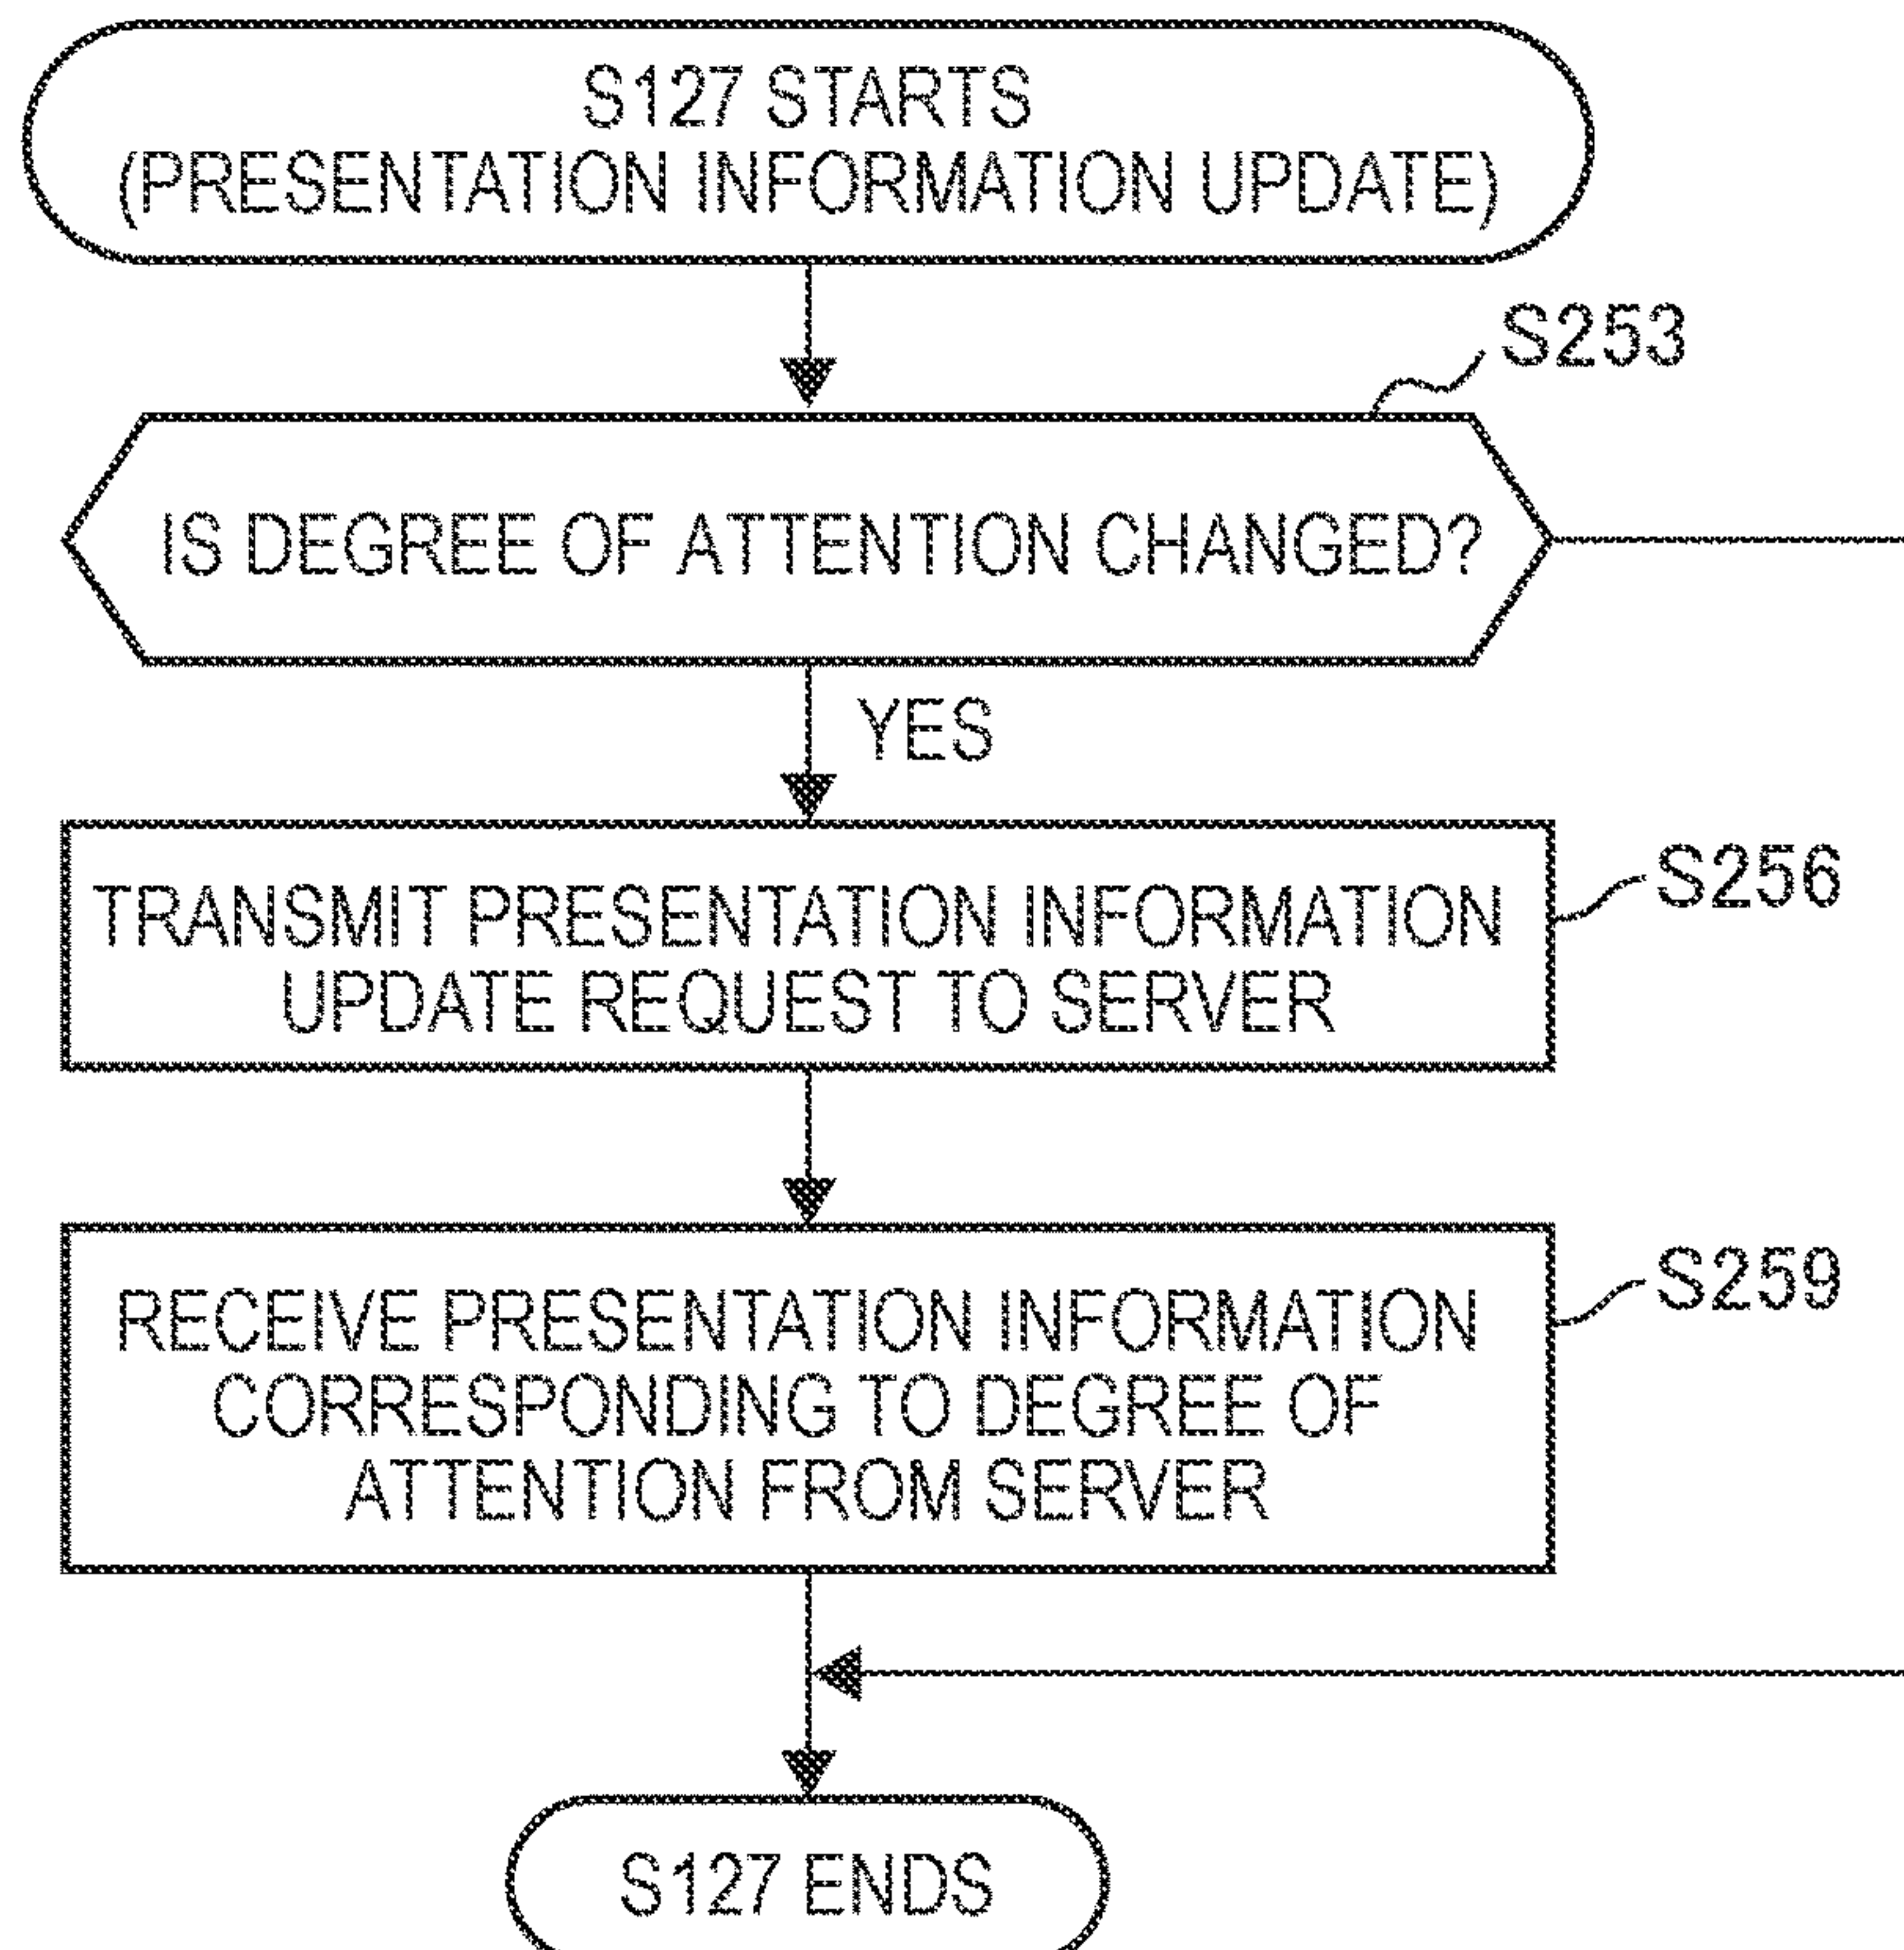 S127 STARTS
(PRESENTATION INFORMATION UPDATE)
S253
IS DEGREE OF ATTENTION CHANGED?
YES
TRANSMIT PRESENTATION INFORMATION
UPDATE REQUEST TO SERVER
S256
RECEIVE PRESENTATION INFORMATION
CORRESPONDING TO DEGREE OF
ATTENTION FROM SERVER
S259
S127 ENDS